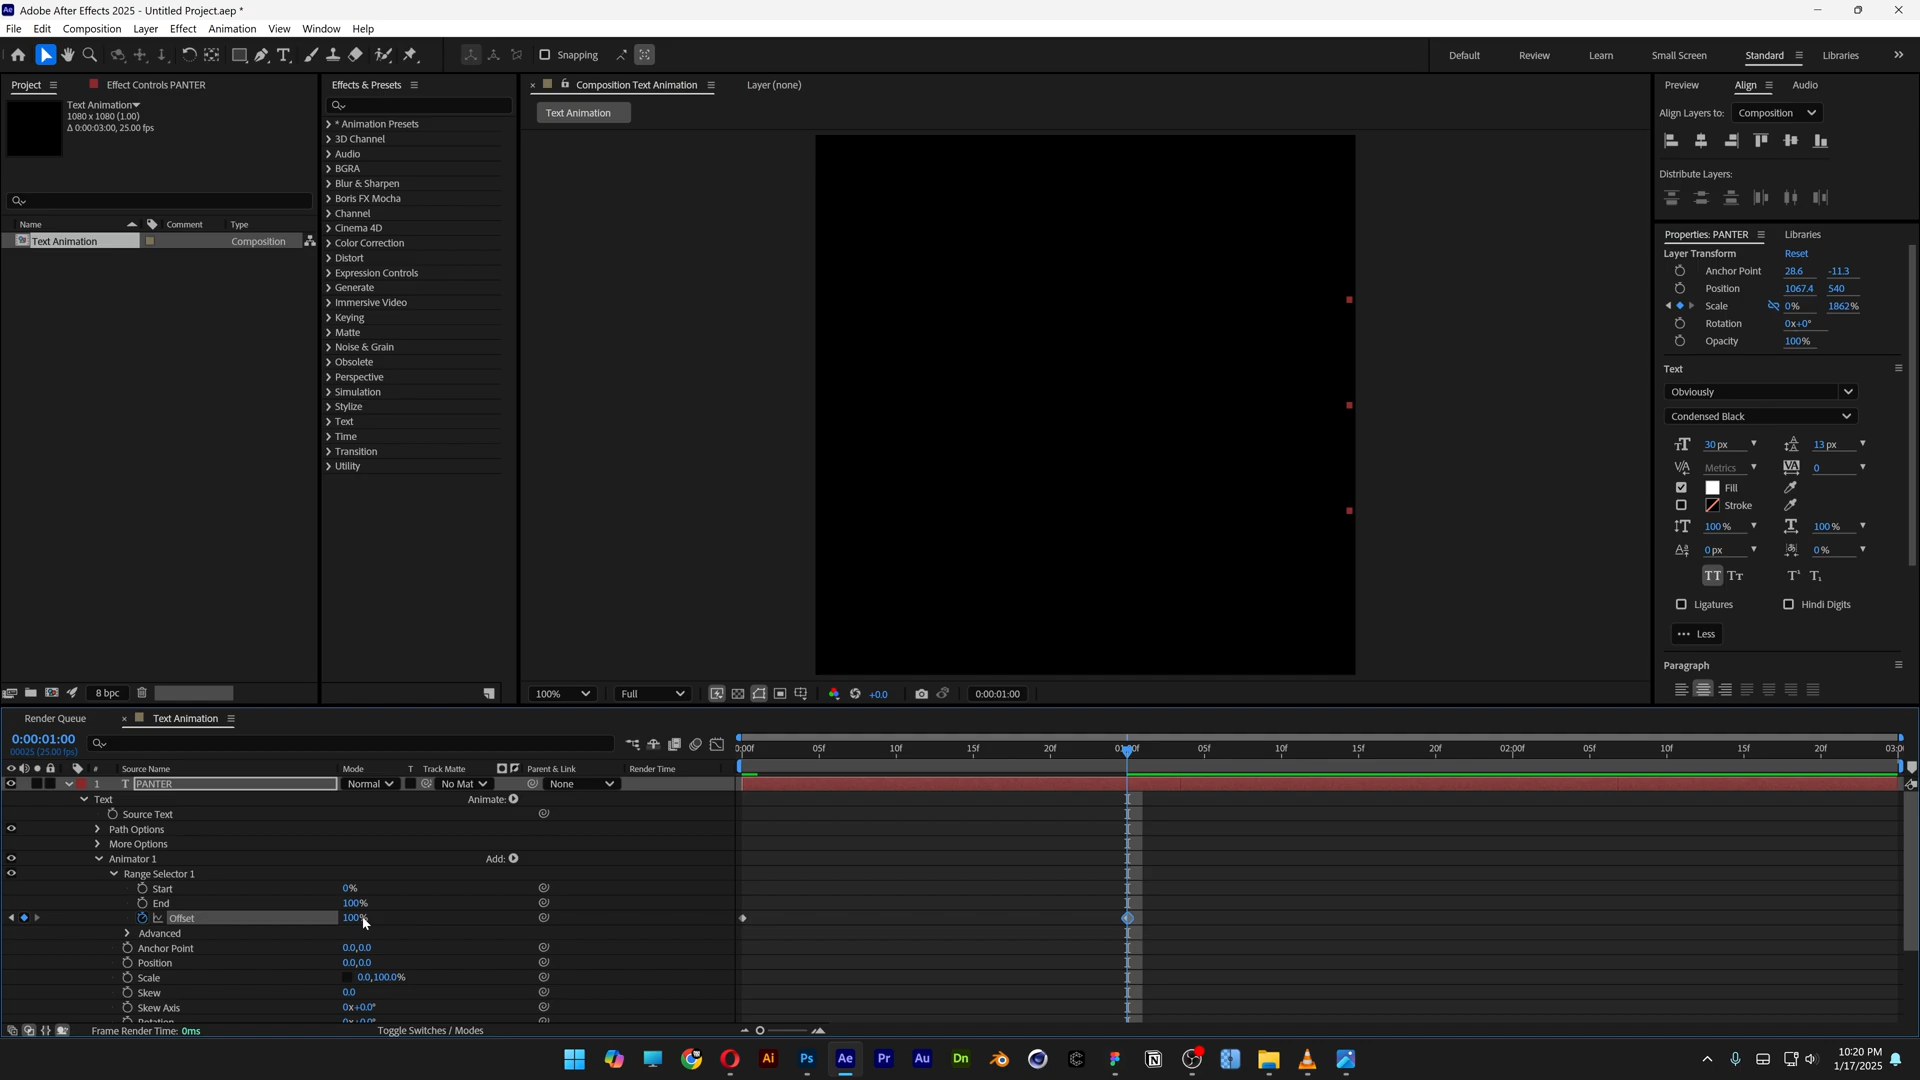 Adobe After Effects 2025 - Untitled Project.aep *
File Edit Composition Layer Effect Animation View Window Help
Snapping
Default Review Learn Small Screen Standard Libraries
Project Effect Controls PANTER
Text Animation
1080 x 1080 (1.00)
Δ 0:00:03:00, 25.00 fps
Name Comment Type
Text Animation Composition
8 bpc
Effects & Presets
* Animation Presets
3D Channel
Audio
BGRA
Blur & Sharpen
Boris FX Mocha
Channel
Cinema 4D
Color Correction
Distort
Expression Controls
Generate
Immersive Video
Keying
Matte
Noise & Grain
Obsolete
Perspective
Simulation
Stylize
Text
Time
Transition
Utility
Composition Text Animation Layer (none)
Text Animation
100% Full +0.0 0:00:01:00
Preview Align Audio
Align Layers to: Composition
Distribute Layers:
Properties: PANTER Libraries
Layer Transform Reset
Anchor Point 28.6 -11.3
Position 1067.4 540
Scale 0% 1862%
Rotation 0x+0°
Opacity 100%
Text
Obviously
Condensed Black
30 px 13 px
Metrics 0
Fill
Stroke
100 % 100 %
0 px 0 %
TT Tт T¹ T₁
Ligatures Hindi Digits
Less
Paragraph
Render Queue Text Animation
0:00:01:00
00025 (25.00 fps)
# Source Name Mode T Track Matte Parent & Link Render Time
1 T PANTER Normal No Mat None
Text Animate:
Source Text
Path Options
More Options
Animator 1 Add:
Range Selector 1
Start 0%
End 100%
Offset 100%
Advanced
Anchor Point 0.0,0.0
Position 0.0,0.0
Scale 0.0,100.0%
Skew 0.0
Skew Axis 0x+0.0°
Frame Render Time: 0ms Toggle Switches / Modes
05f 10f 15f 20f 05f 10f 15f 20f 02:00f 05f 10f 15f 20f
Ai Ps Ae Pr Au Dn
10:20 PM
1/17/2025